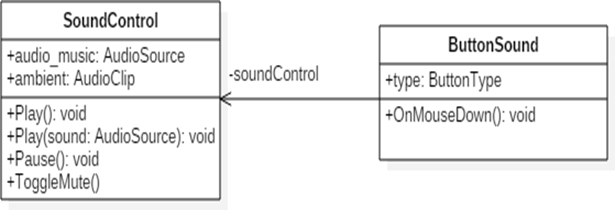 SoundControl
+audio_music: AudioSource
+ambient: AudioClip
+Play(): void
+Play(sound: AudioSource): void
+Pause(): void
+ToggleMute()
-soundControl
ButtonSound
+type: ButtonType
+OnMouseDown(): void